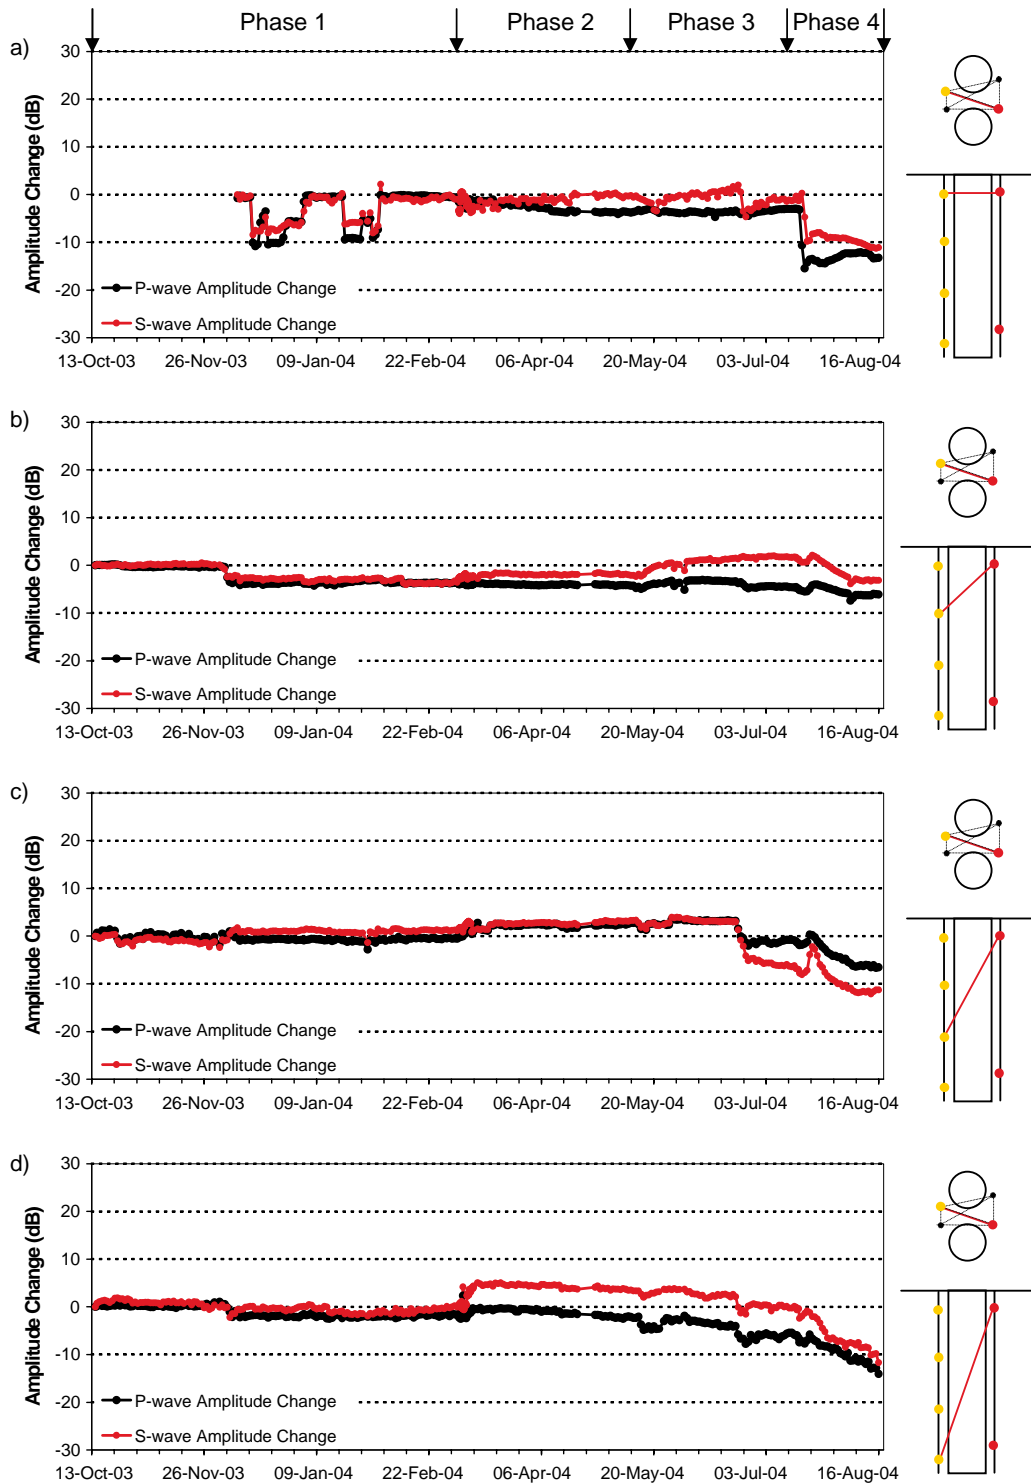 Phase 1 Phase 2 Phase 3 Phase 4
a)
Amplitude Change (dB)
30
20
10
0
-10
-20
-30
P-wave Amplitude Change
S-wave Amplitude Change
13-Oct-03 26-Nov-03 09-Jan-04 22-Feb-04 06-Apr-04 20-May-04 03-Jul-04 16-Aug-04
b)
Amplitude Change (dB)
30
20
10
0
-10
-20
-30
P-wave Amplitude Change
S-wave Amplitude Change
13-Oct-03 26-Nov-03 09-Jan-04 22-Feb-04 06-Apr-04 20-May-04 03-Jul-04 16-Aug-04
c)
Amplitude Change (dB)
30
20
10
0
-10
-20
-30
P-wave Amplitude Change
S-wave Amplitude Change
13-Oct-03 26-Nov-03 09-Jan-04 22-Feb-04 06-Apr-04 20-May-04 03-Jul-04 16-Aug-04
d)
Amplitude Change (dB)
30
20
10
0
-10
-20
-30
P-wave Amplitude Change
S-wave Amplitude Change
13-Oct-03 26-Nov-03 09-Jan-04 22-Feb-04 06-Apr-04 20-May-04 03-Jul-04 16-Aug-04